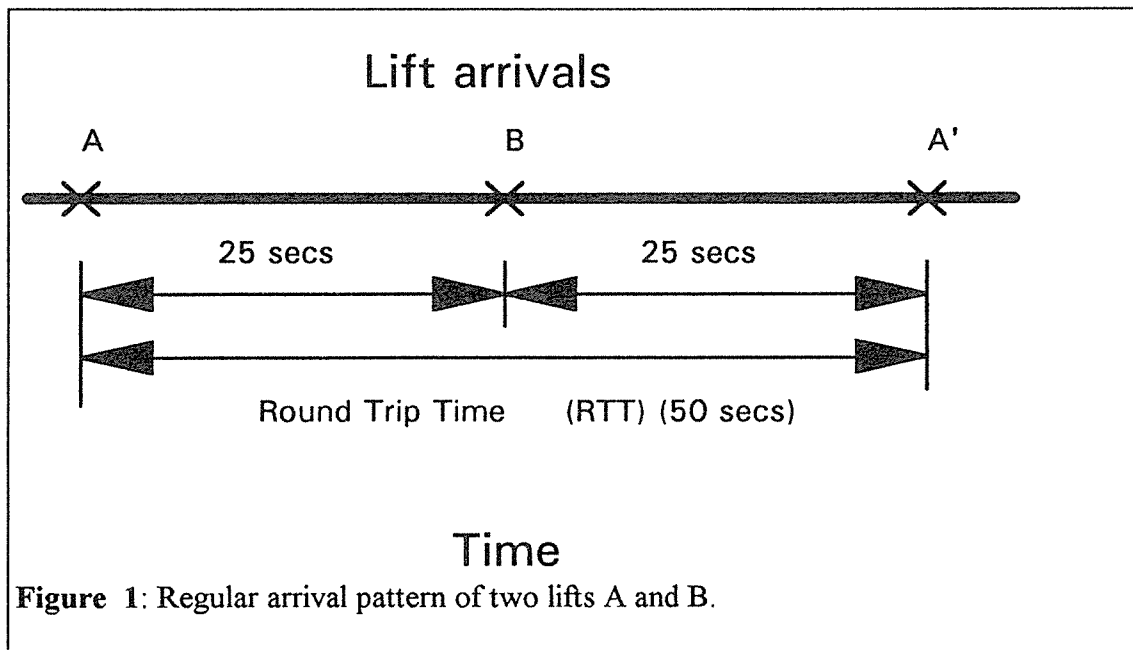 Lift arrivals
A B A'
25 secs 25 secs
Round Trip Time (RTT) (50 secs)
Time
Figure 1: Regular arrival pattern of two lifts A and B.